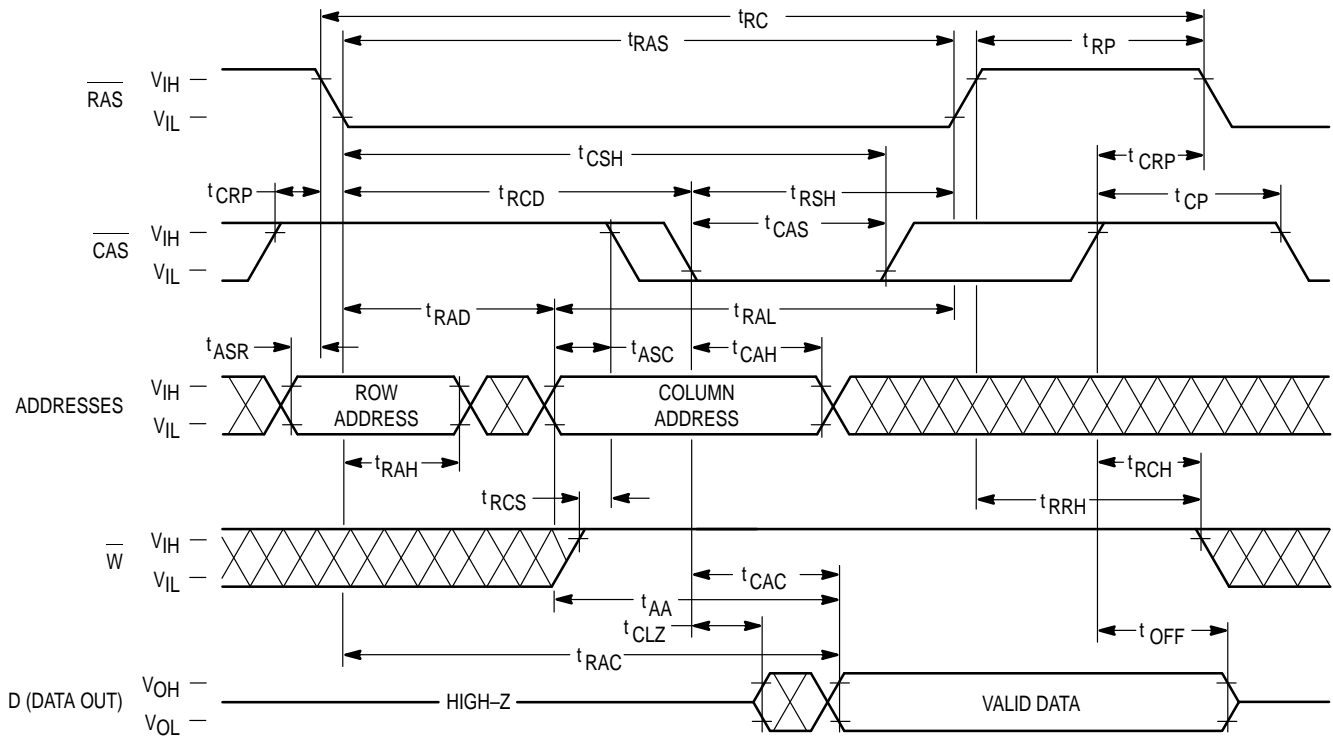 tRC
tRAS
tRP
RAS
VIH
VIL
tCSH
tCRP
tCRP
tRCD
tRSH
tCP
tCAS
CAS
VIH
VIL
tRAD
tRAL
tASR
tASC
tCAH
ADDRESSES
VIH
VIL
ROW
ADDRESS
COLUMN
ADDRESS
tRAH
tRCH
tRCS
tRRH
W
VIH
VIL
tCAC
tAA
tCLZ
tOFF
tRAC
D (DATA OUT)
VOH
VOL
HIGH–Z
VALID DATA